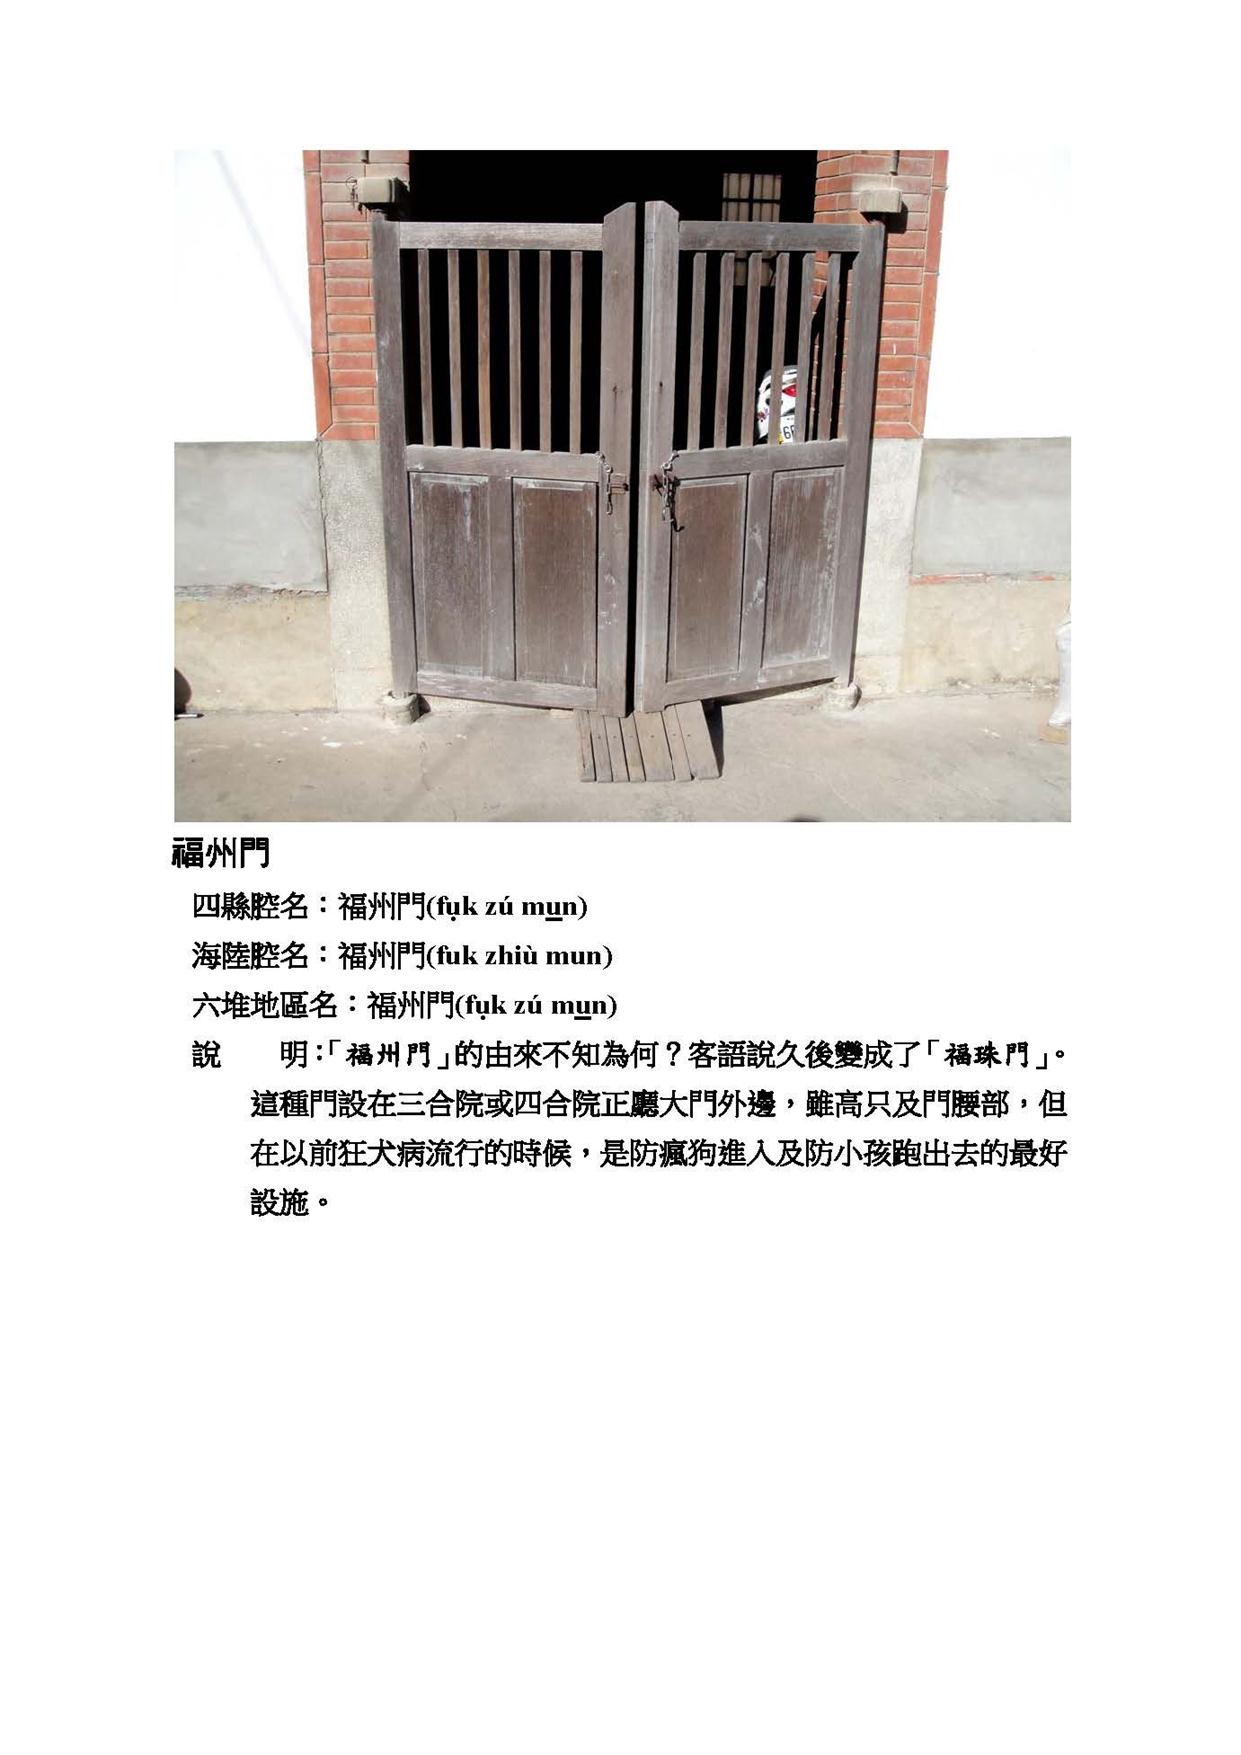 6F
福州門
四縣腔名：福州門(fụk zú mu̲n)
海陸腔名：福州門(fuk zhiù mun)
六堆地區名：福州門(fụk zú mu̲n)
說　　明：「福州門」的由來不知為何？客語說久後變成了「福珠門」。
這種門設在三合院或四合院正廳大門外邊，雖高只及門腰部，但
在以前狂犬病流行的時候，是防瘋狗進入及防小孩跑出去的最好
設施。